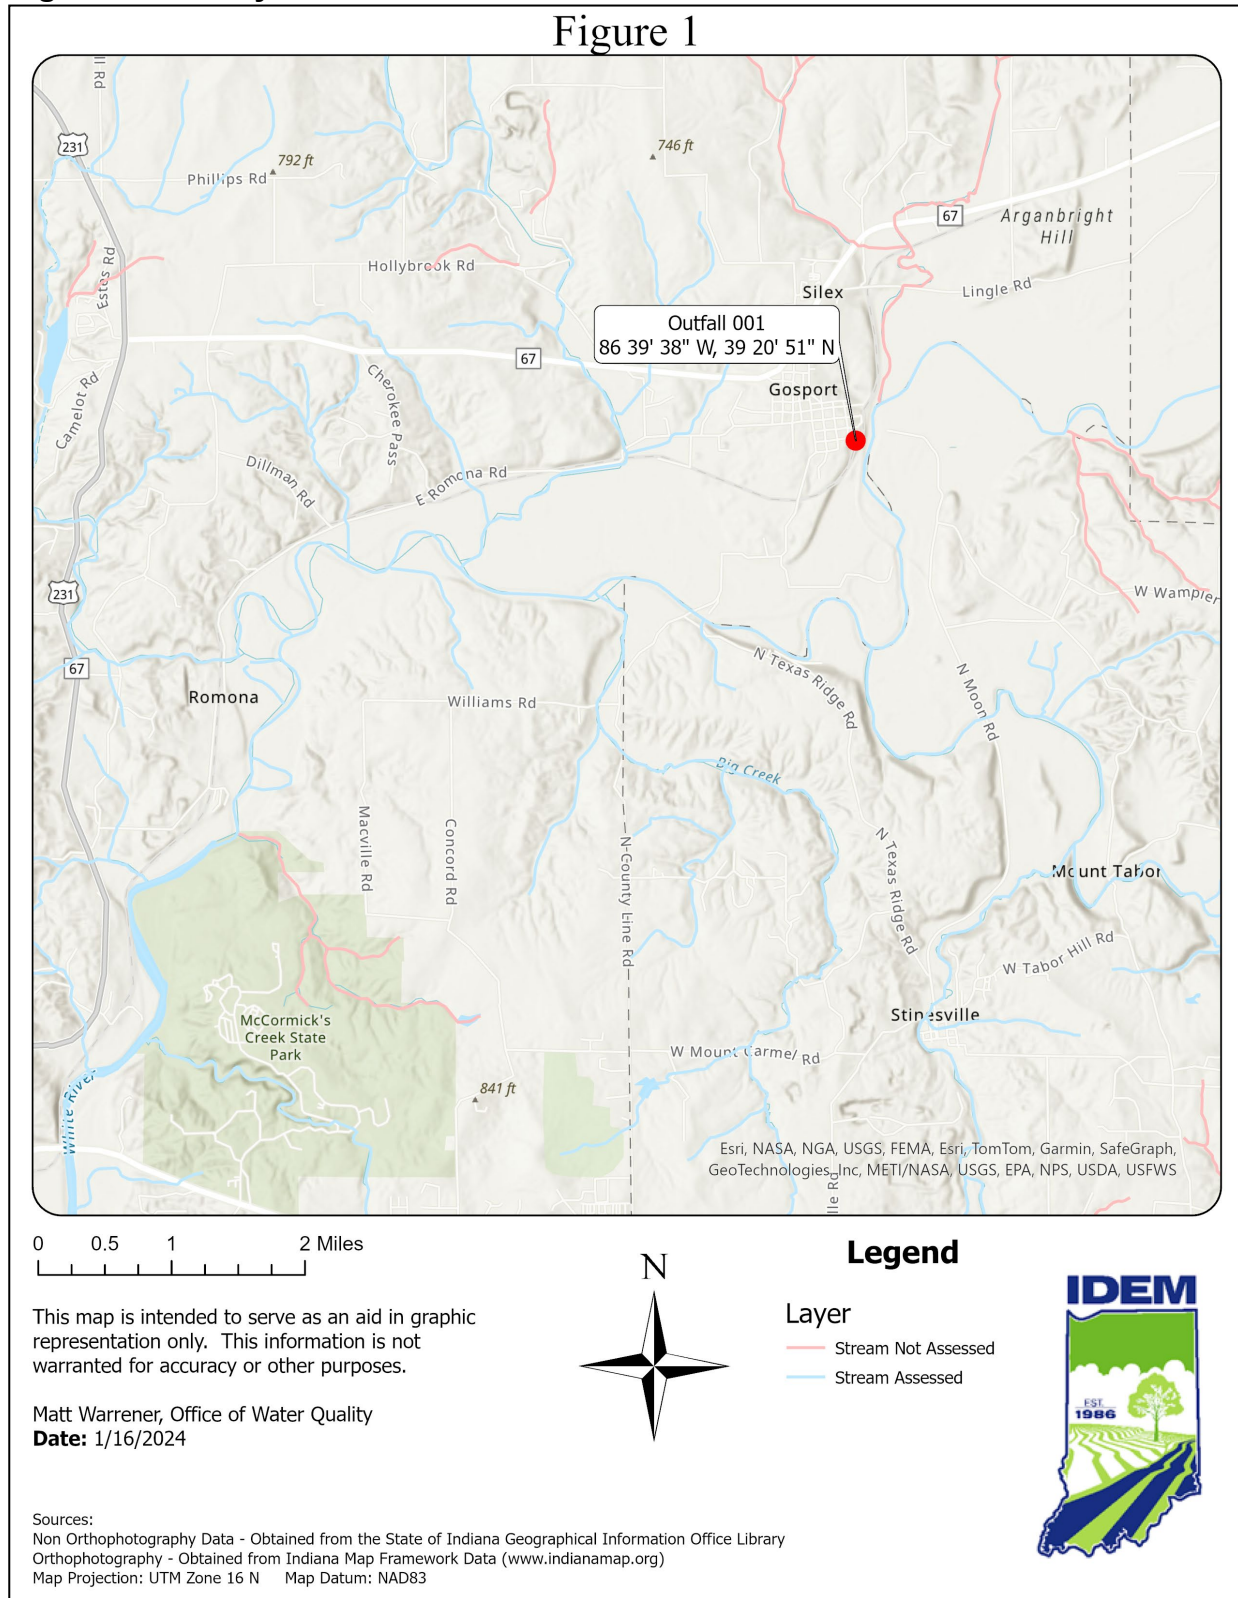 Figure 1
ll Rd
231
792 ft
746 ft
Phillips Rd
67
Arganbright
Hill
Estes Rd
Hollybrook Rd
Silex
Lingle Rd
Outfall 001
86 39' 38" W, 39 20' 51" N
67
Camelot Rd
Cherokee Pass
Gosport
Dillman Rd
E Romona Rd
231
W Wampler
67
Romona
N Texas Ridge Rd
N Moon Rd
Williams Rd
Big Creek
Macville Rd
Concord Rd
N County Line Rd
N Texas Ridge Rd
Mount Tabor
W Tabor Hill Rd
McCormick's
Creek State
Park
Stinesville
W Mount Carmel Rd
White River
841 ft
lle Rd
Esri, NASA, NGA, USGS, FEMA, Esri, TomTom, Garmin, SafeGraph,
GeoTechnologies, Inc, METI/NASA, USGS, EPA, NPS, USDA, USFWS
0 0.5 1 2 Miles
N
Legend
Layer
Stream Not Assessed
Stream Assessed
IDEM
EST.
1986
This map is intended to serve as an aid in graphic
representation only. This information is not
warranted for accuracy or other purposes.
Matt Warrener, Office of Water Quality
Date: 1/16/2024
Sources:
Non Orthophotography Data - Obtained from the State of Indiana Geographical Information Office Library
Orthophotography - Obtained from Indiana Map Framework Data (www.indianamap.org)
Map Projection: UTM Zone 16 N Map Datum: NAD83